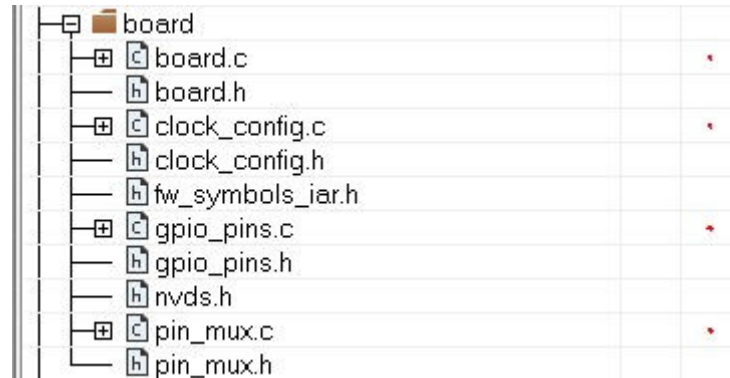 board
board.c
board.h
clock_config.c
clock_config.h
fw_symbols_iar.h
gpio_pins.c
gpio_pins.h
nvds.h
pin_mux.c
pin_mux.h